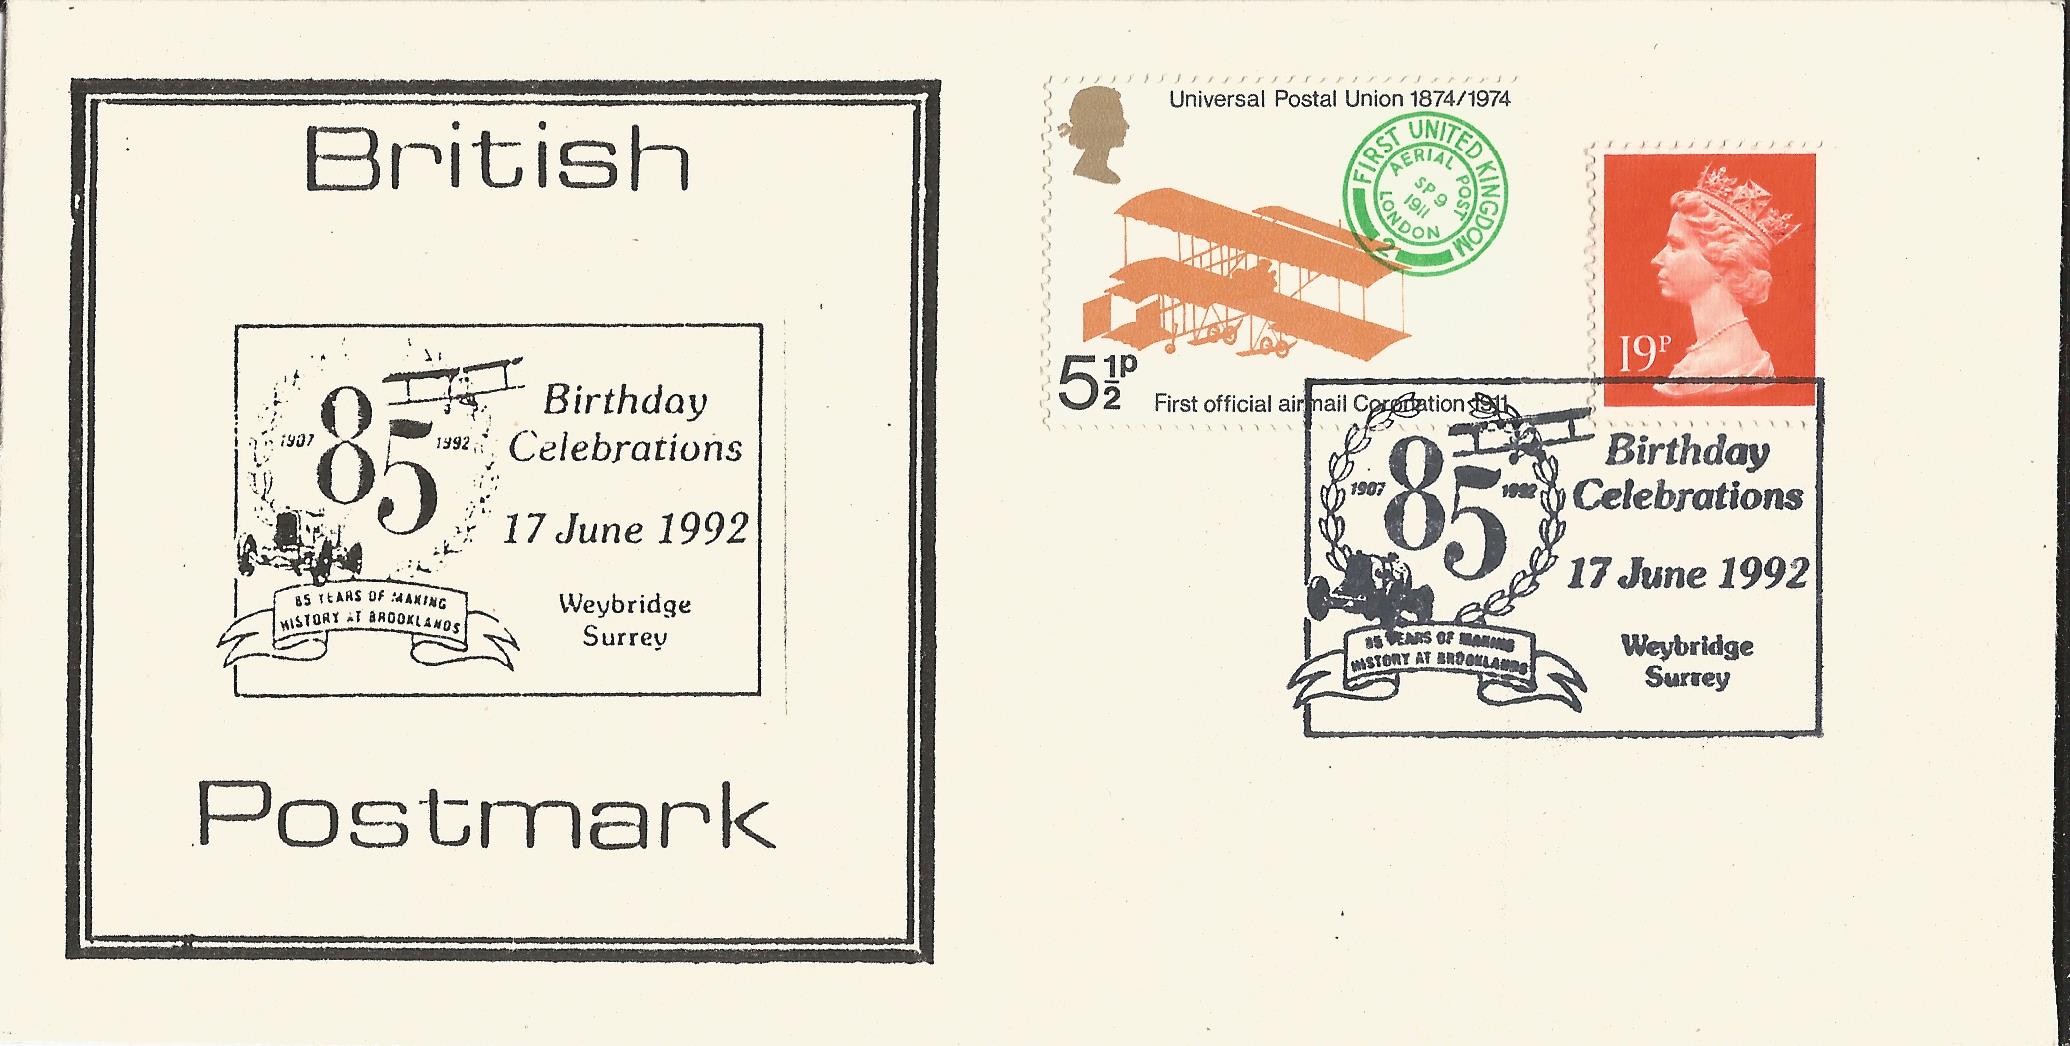 British
1907 85 1992
Birthday
Celebrations
17 June 1992
85 YEARS OF MAKING
HISTORY AT BROOKLANDS
Weybridge
Surrey
Postmark
Universal Postal Union 1874/1974
FIRST UNITED KINGDOM
AERIAL POST
SP 9
1911
LONDON
2
5½p
First official airmail Coronation 1911
19P
1907 85 1992
Birthday
Celebrations
17 June 1992
85 YEARS OF MAKING
HISTORY AT BROOKLANDS
Weybridge
Surrey